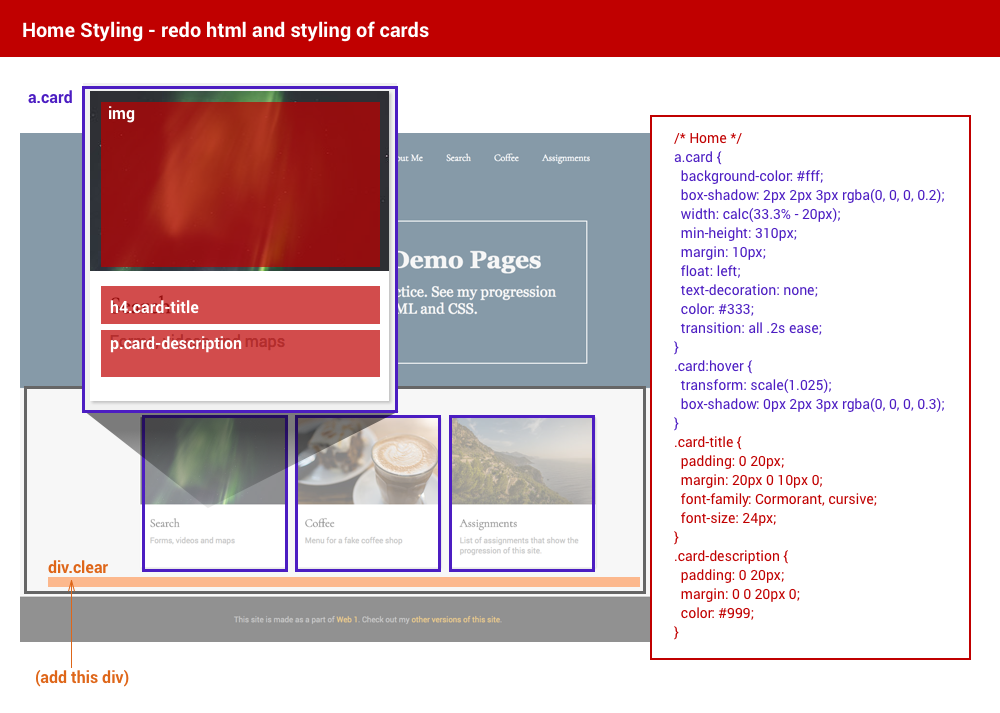 Home Styling - redo html and styling of cards
a.card
img
out Me Search Coffee Assignments
Demo Pages
ctice. See my progression
ML and CSS.
h4.card-title
p.card-description
maps
Search
Forms, videos and maps
Coffee
Menu for a fake coffee shop
Assignments
List of assignments that show the
progression of this site.
div.clear
This site is made as a part of Web 1. Check out my other versions of this site.
(add this div)
/* Home */
a.card {
background-color: #fff;
box-shadow: 2px 2px 3px rgba(0, 0, 0, 0.2);
width: calc(33.3% - 20px);
min-height: 310px;
margin: 10px;
float: left;
text-decoration: none;
color: #333;
transition: all .2s ease;
}
.card:hover {
transform: scale(1.025);
box-shadow: 0px 2px 3px rgba(0, 0, 0, 0.3);
}
.card-title {
padding: 0 20px;
margin: 20px 0 10px 0;
font-family: Cormorant, cursive;
font-size: 24px;
}
.card-description {
padding: 0 20px;
margin: 0 0 20px 0;
color: #999;
}